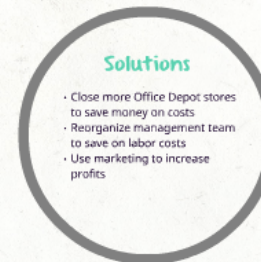 Solutions
· Close more Office Depot stores
to save money on costs
· Reorganize management team
to save on labor costs
· Use marketing to increase
profits